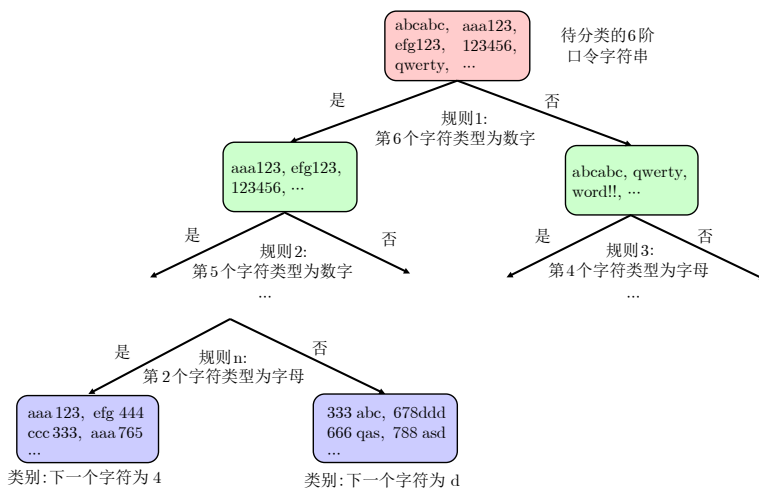 abcabc, aaa123,
efg123, 123456,
qwerty, ...
待分类的6阶
口令字符串
是
否
规则1:
第6个字符类型为数字
aaa123, efg123,
123456, ...
abcabc, qwerty,
word!!, ...
是
否
规则2:
第5个字符类型为数字
...
是
否
规则3:
第4个字符类型为字母
...
是
否
规则n:
第2个字符类型为字母
aaa 123, efg 444
ccc 333, aaa 765
...
333 abc, 678ddd
666 qas, 788 asd
...
类别:下一个字符为 4
类别:下一个字符为 d